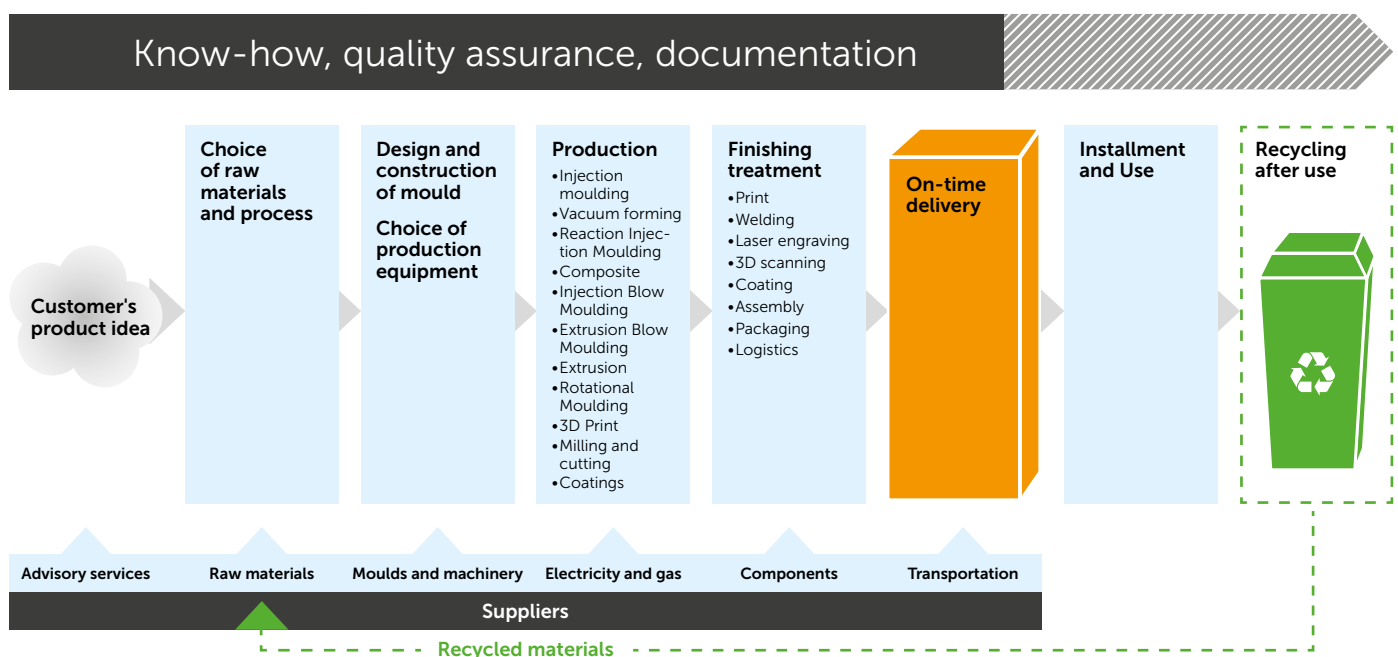 Know-how, quality assurance, documentation
Customer's
product idea
Choice
of raw
materials
and process
Design and
construction
of mould
Choice of
production
equipment
Production
•Injection
moulding
•Vacuum forming
•Reaction Injec-
tion Moulding
•Composite
•Injection Blow
Moulding
•Extrusion Blow
Moulding
•Extrusion
•Rotational
Moulding
•3D Print
•Milling and
cutting
•Coatings
Finishing
treatment
•Print
•Welding
•Laser engraving
•3D scanning
•Coating
•Assembly
•Packaging
•Logistics
On-time
delivery
Installment
and Use
Recycling
after use
Advisory services
Raw materials
Moulds and machinery
Electricity and gas
Components
Transportation
Suppliers
Recycled materials